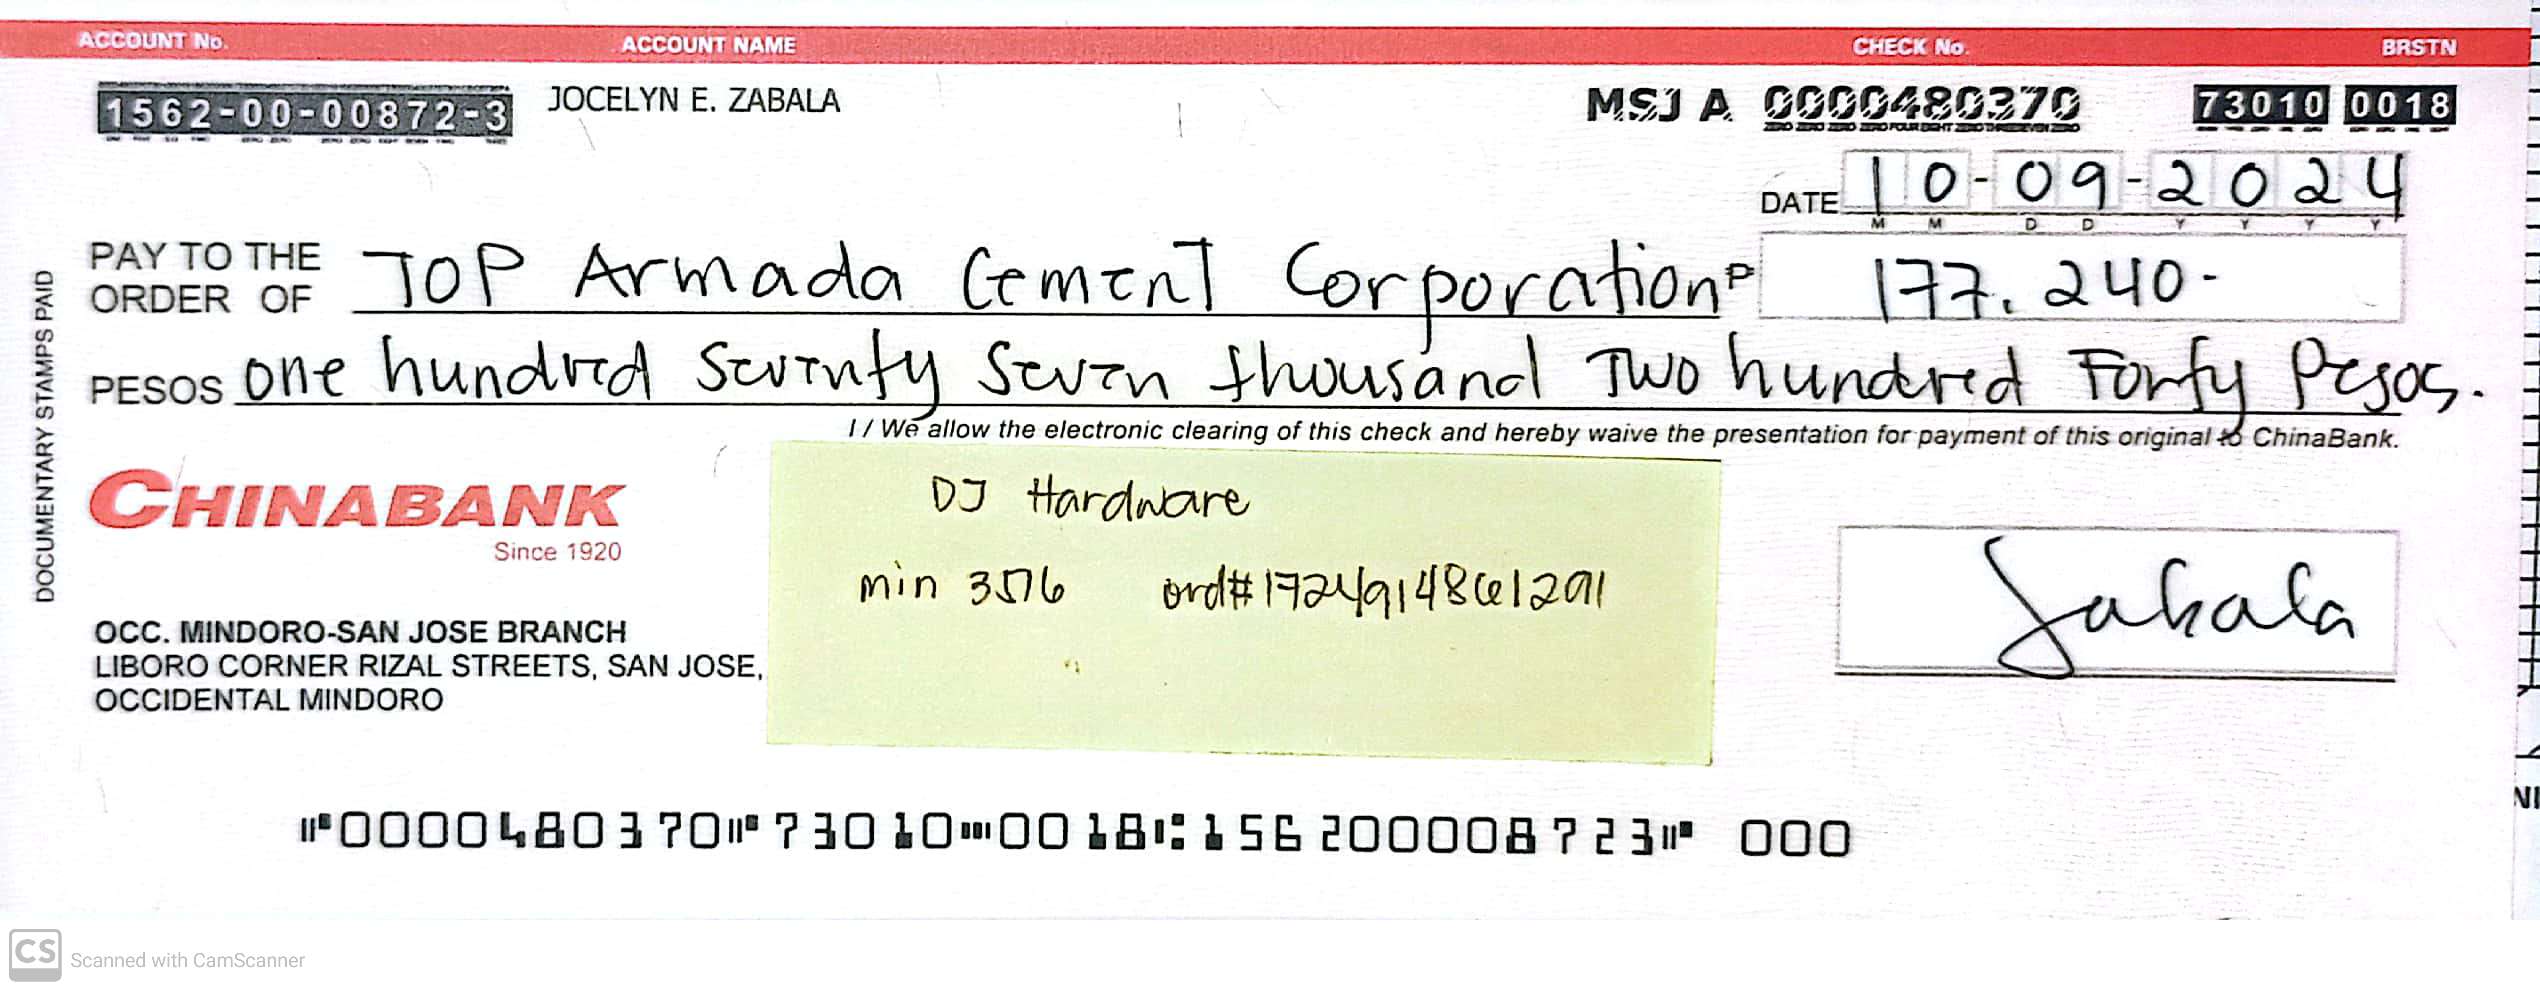 ACCOUNT No. ACCOUNT NAME CHECK No. BRSTN
1562-00-00872-3 JOCELYN E. ZABALA MSJ A 0000480370 73010 0018
DATE 10-09-2024
M M D D Y Y Y Y
PAY TO THE ORDER OF TOP Armada Cement Corporation ₱ 177.240-
PESOS One hundred Seventy Seven thousand Two hundred Forty Pesos.
I / We allow the electronic clearing of this check and hereby waive the presentation for payment of this original to ChinaBank.
DOCUMENTARY STAMPS PAID
CHINABANK
Since 1920
OCC. MINDORO-SAN JOSE BRANCH
LIBORO CORNER RIZAL STREETS, SAN JOSE,
OCCIDENTAL MINDORO
DJ Hardware
min 3576 ord#1724914861291
Zabala
⑈0000480370⑈73010⑉0018⑆156200008723⑈ 000
CS Scanned with CamScanner